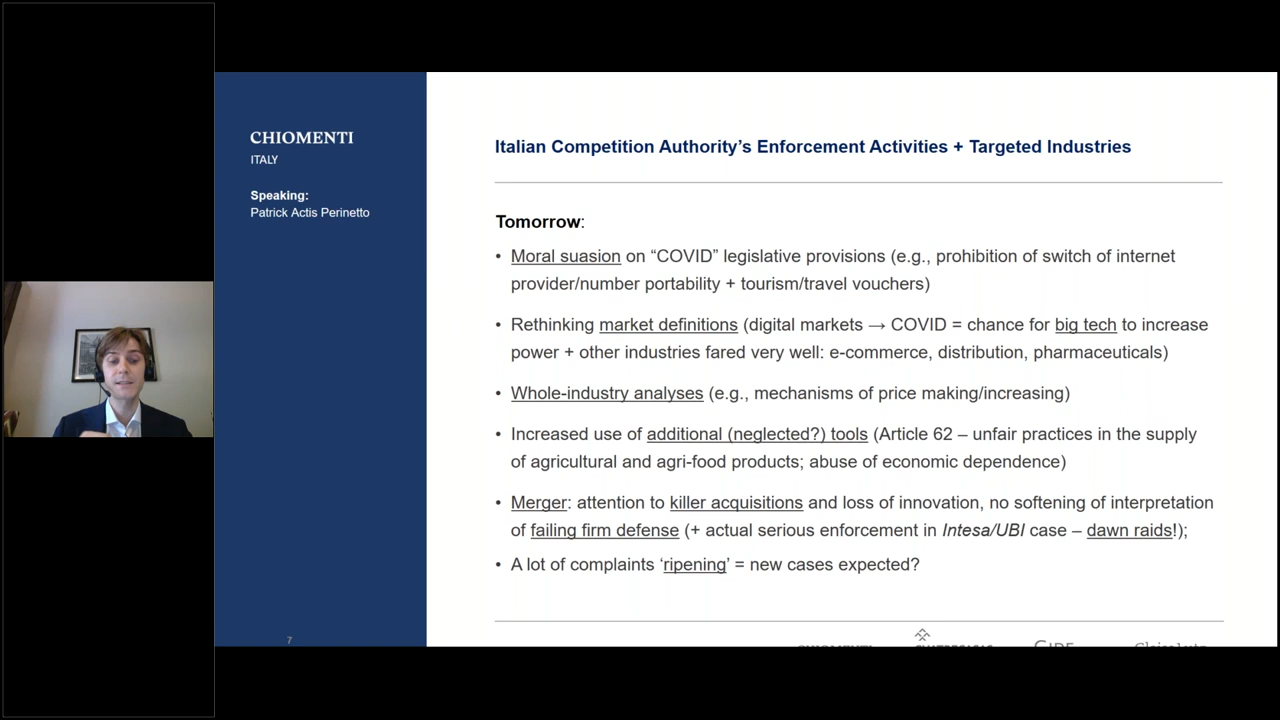 CHIOMENTI
ITALY
Speaking:
Patrick Actis Perinetto
7
Italian Competition Authority’s Enforcement Activities + Targeted Industries
Tomorrow:
• Moral suasion on “COVID” legislative provisions (e.g., prohibition of switch of internet
provider/number portability + tourism/travel vouchers)
• Rethinking market definitions (digital markets → COVID = chance for big tech to increase
power + other industries fared very well: e-commerce, distribution, pharmaceuticals)
• Whole-industry analyses (e.g., mechanisms of price making/increasing)
• Increased use of additional (neglected?) tools (Article 62 – unfair practices in the supply
of agricultural and agri-food products; abuse of economic dependence)
• Merger: attention to killer acquisitions and loss of innovation, no softening of interpretation
of failing firm defense (+ actual serious enforcement in Intesa/UBI case – dawn raids!);
• A lot of complaints ‘ripening’ = new cases expected?